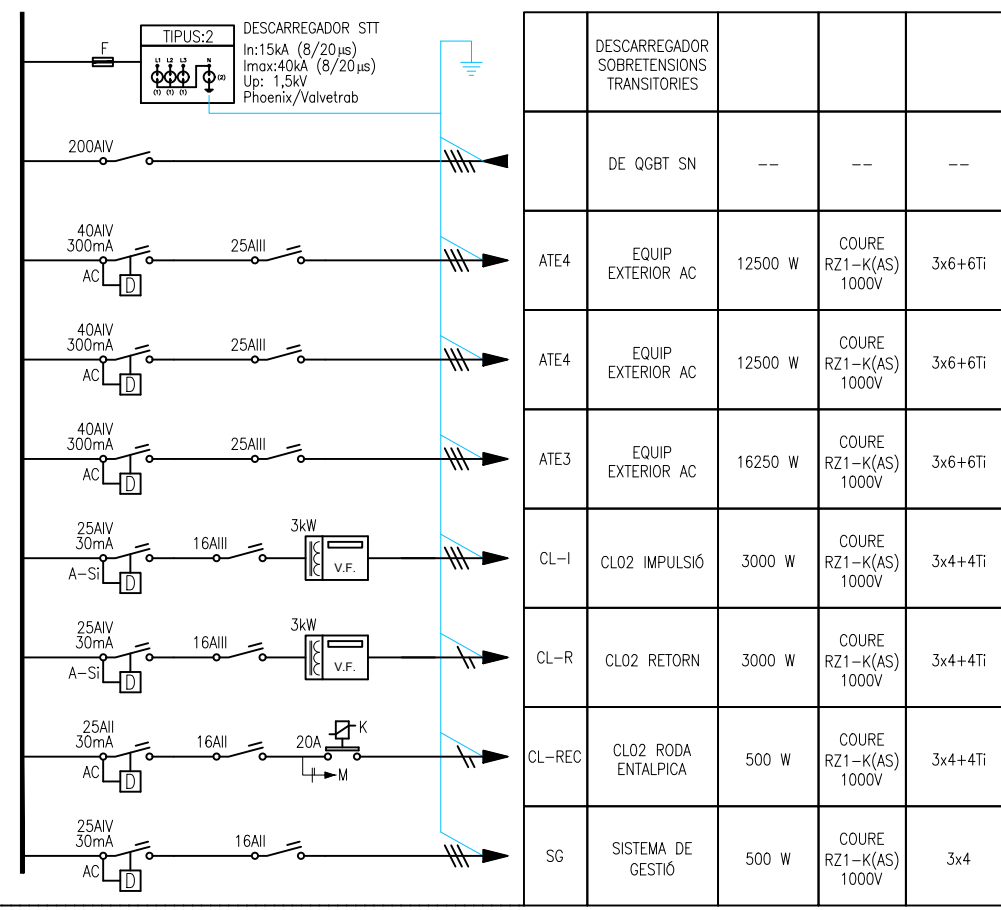 F
TIPUS:2
L1 L2 L3 N
(2)
(1) (1) (1)
DESCARREGADOR STT
In:15kA (8/20µs)
Imax:40kA (8/20µs)
Up: 1,5kV
Phoenix/Valvetrab
DESCARREGADOR
SOBRETENSIONS
TRANSITORIES
200AIV
DE QGBT SN
--
--
--
40AIV
300mA
AC
D
25AIII
ATE4
EQUIP
EXTERIOR AC
12500 W
COURE
RZ1-K(AS)
1000V
3x6+6Ti
40AIV
300mA
AC
D
25AIII
ATE4
EQUIP
EXTERIOR AC
12500 W
COURE
RZ1-K(AS)
1000V
3x6+6Ti
40AIV
300mA
AC
D
25AIII
ATE3
EQUIP
EXTERIOR AC
16250 W
COURE
RZ1-K(AS)
1000V
3x6+6Ti
25AIV
30mA
A-Si
D
16AIII
3kW
V.F.
CL-I
CL02 IMPULSIÓ
3000 W
COURE
RZ1-K(AS)
1000V
3x4+4Ti
25AIV
30mA
A-Si
D
16AIII
3kW
V.F.
CL-R
CL02 RETORN
3000 W
COURE
RZ1-K(AS)
1000V
3x4+4Ti
25AII
30mA
AC
D
16AII
20A
K
M
CL-REC
CL02 RODA
ENTALPICA
500 W
COURE
RZ1-K(AS)
1000V
3x4+4Ti
25AIV
30mA
AC
D
16AII
SG
SISTEMA DE
GESTIÓ
500 W
COURE
RZ1-K(AS)
1000V
3x4